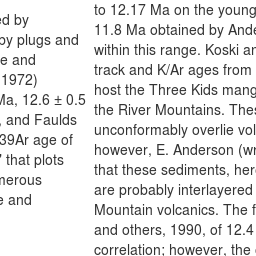 ed by
by plugs and
e and
1972)
Ma, 12.6 ± 0.5
, and Faulds
39Ar age of
that plots
merous
e and
to 12.17 Ma on the young
11.8 Ma obtained by Ande
within this range. Koski an
track and K/Ar ages from
host the Three Kids mang
the River Mountains. Thes
unconformably overlie vol
however, E. Anderson (wr
that these sediments, her
are probably interlayered
Mountain volcanics. The f
and others, 1990, of 12.4
correlation; however, the